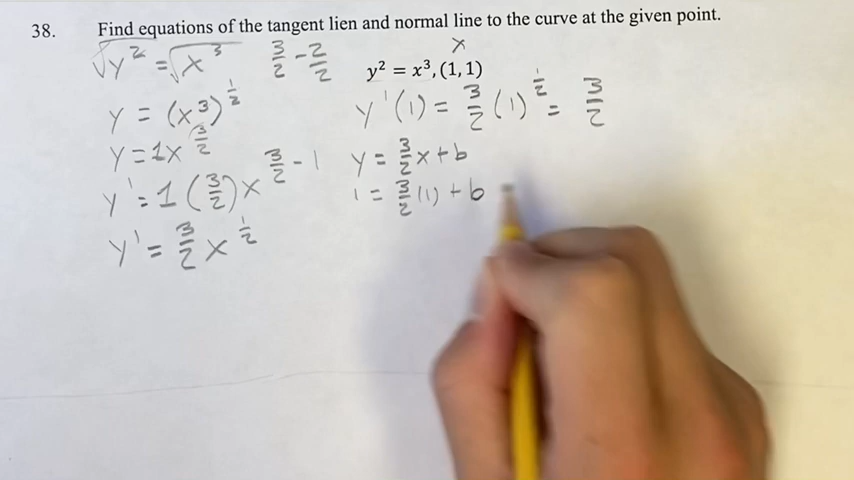 38. Find equations of the tangent lien and normal line to the curve at the given point.
x
y² = x³, (1, 1)
√y² = √x³
3/2 - 2/2
y = (x³)^(1/2)
y = 1x^(3/2)
y' = 1(3/2)x^(3/2 - 1)
y' = 3/2 x^(1/2)
y'(1) = 3/2 (1)^(1/2) = 3/2
y = 3/2 x + b
1 = 3/2 (1) + b